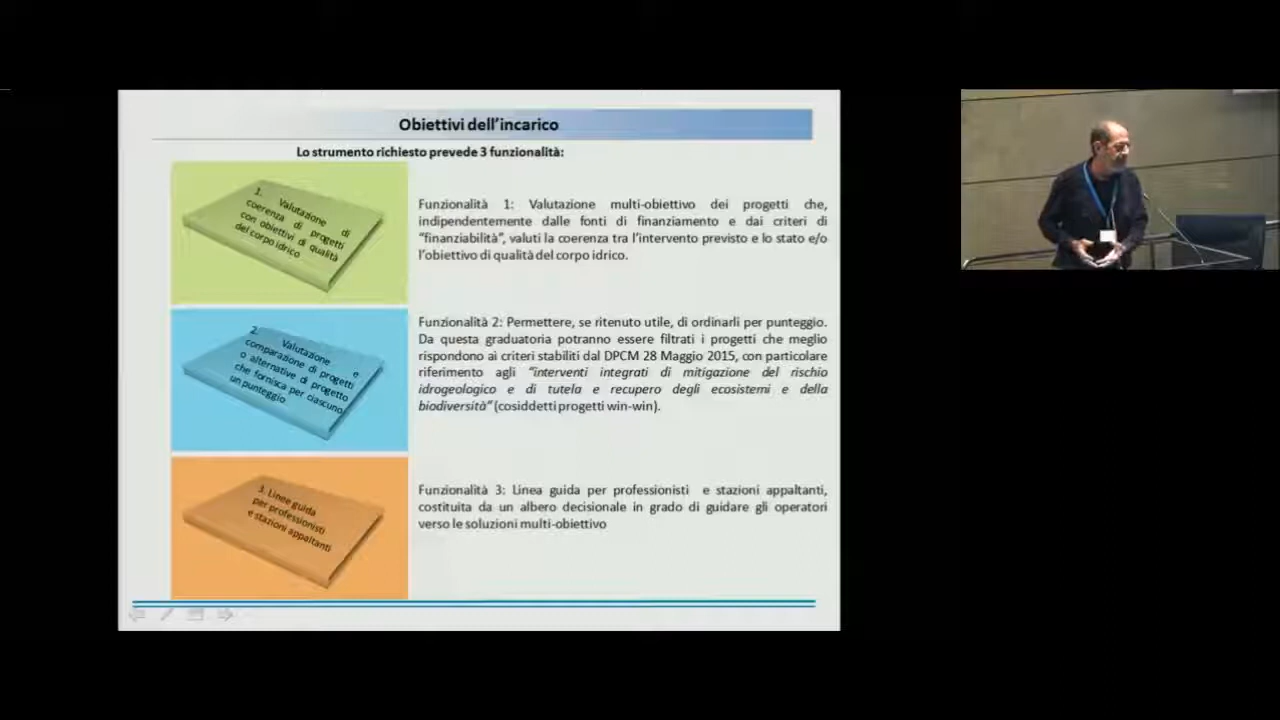 Obiettivi dell'incarico
Lo strumento richiesto prevede 3 funzionalità:
1. Valutazione di
coerenza di progetti
con obiettivi di qualità
del corpo idrico
Funzionalità 1: Valutazione multi-obiettivo dei progetti che,
indipendentemente dalle fonti di finanziamento e dai criteri di
"finanziabilità", valuti la coerenza tra l'intervento previsto e lo stato e/o
l'obiettivo di qualità del corpo idrico.
2. Valutazione e
comparazione di progetti
o alternative di progetto
che fornisca per ciascuno
un punteggio
Funzionalità 2: Permettere, se ritenuto utile, di ordinarli per punteggio.
Da questa graduatoria potranno essere filtrati i progetti che meglio
rispondono ai criteri stabiliti dal DPCM 28 Maggio 2015, con particolare
riferimento agli "interventi integrati di mitigazione del rischio
idrogeologico e di tutela e recupero degli ecosistemi e della
biodiversità" (cosiddetti progetti win-win).
3. Linee guida
per professionisti
e stazioni appaltanti
Funzionalità 3: Linea guida per professionisti e stazioni appaltanti,
costituita da un albero decisionale in grado di guidare gli operatori
verso le soluzioni multi-obiettivo